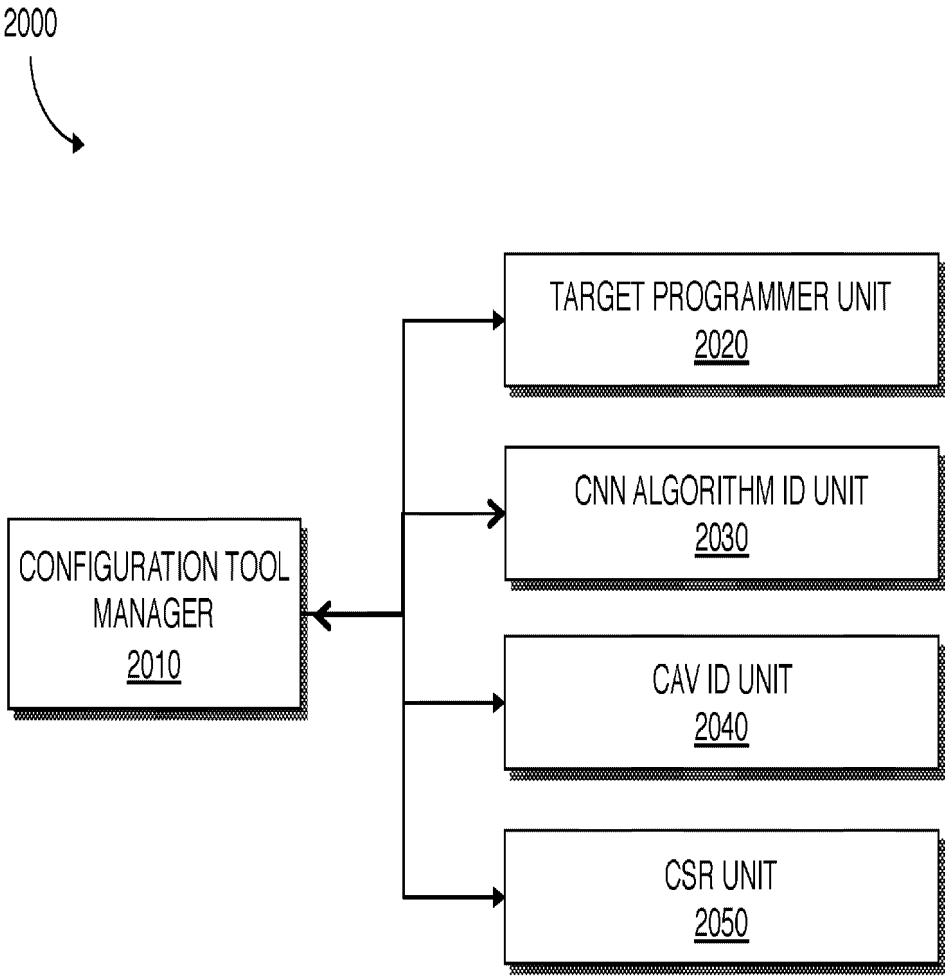 2000
TARGET PROGRAMMER UNIT
2020
CNN ALGORITHM ID UNIT
2030
CONFIGURATION TOOL
MANAGER
2010
CAV ID UNIT
2040
CSR UNIT
2050